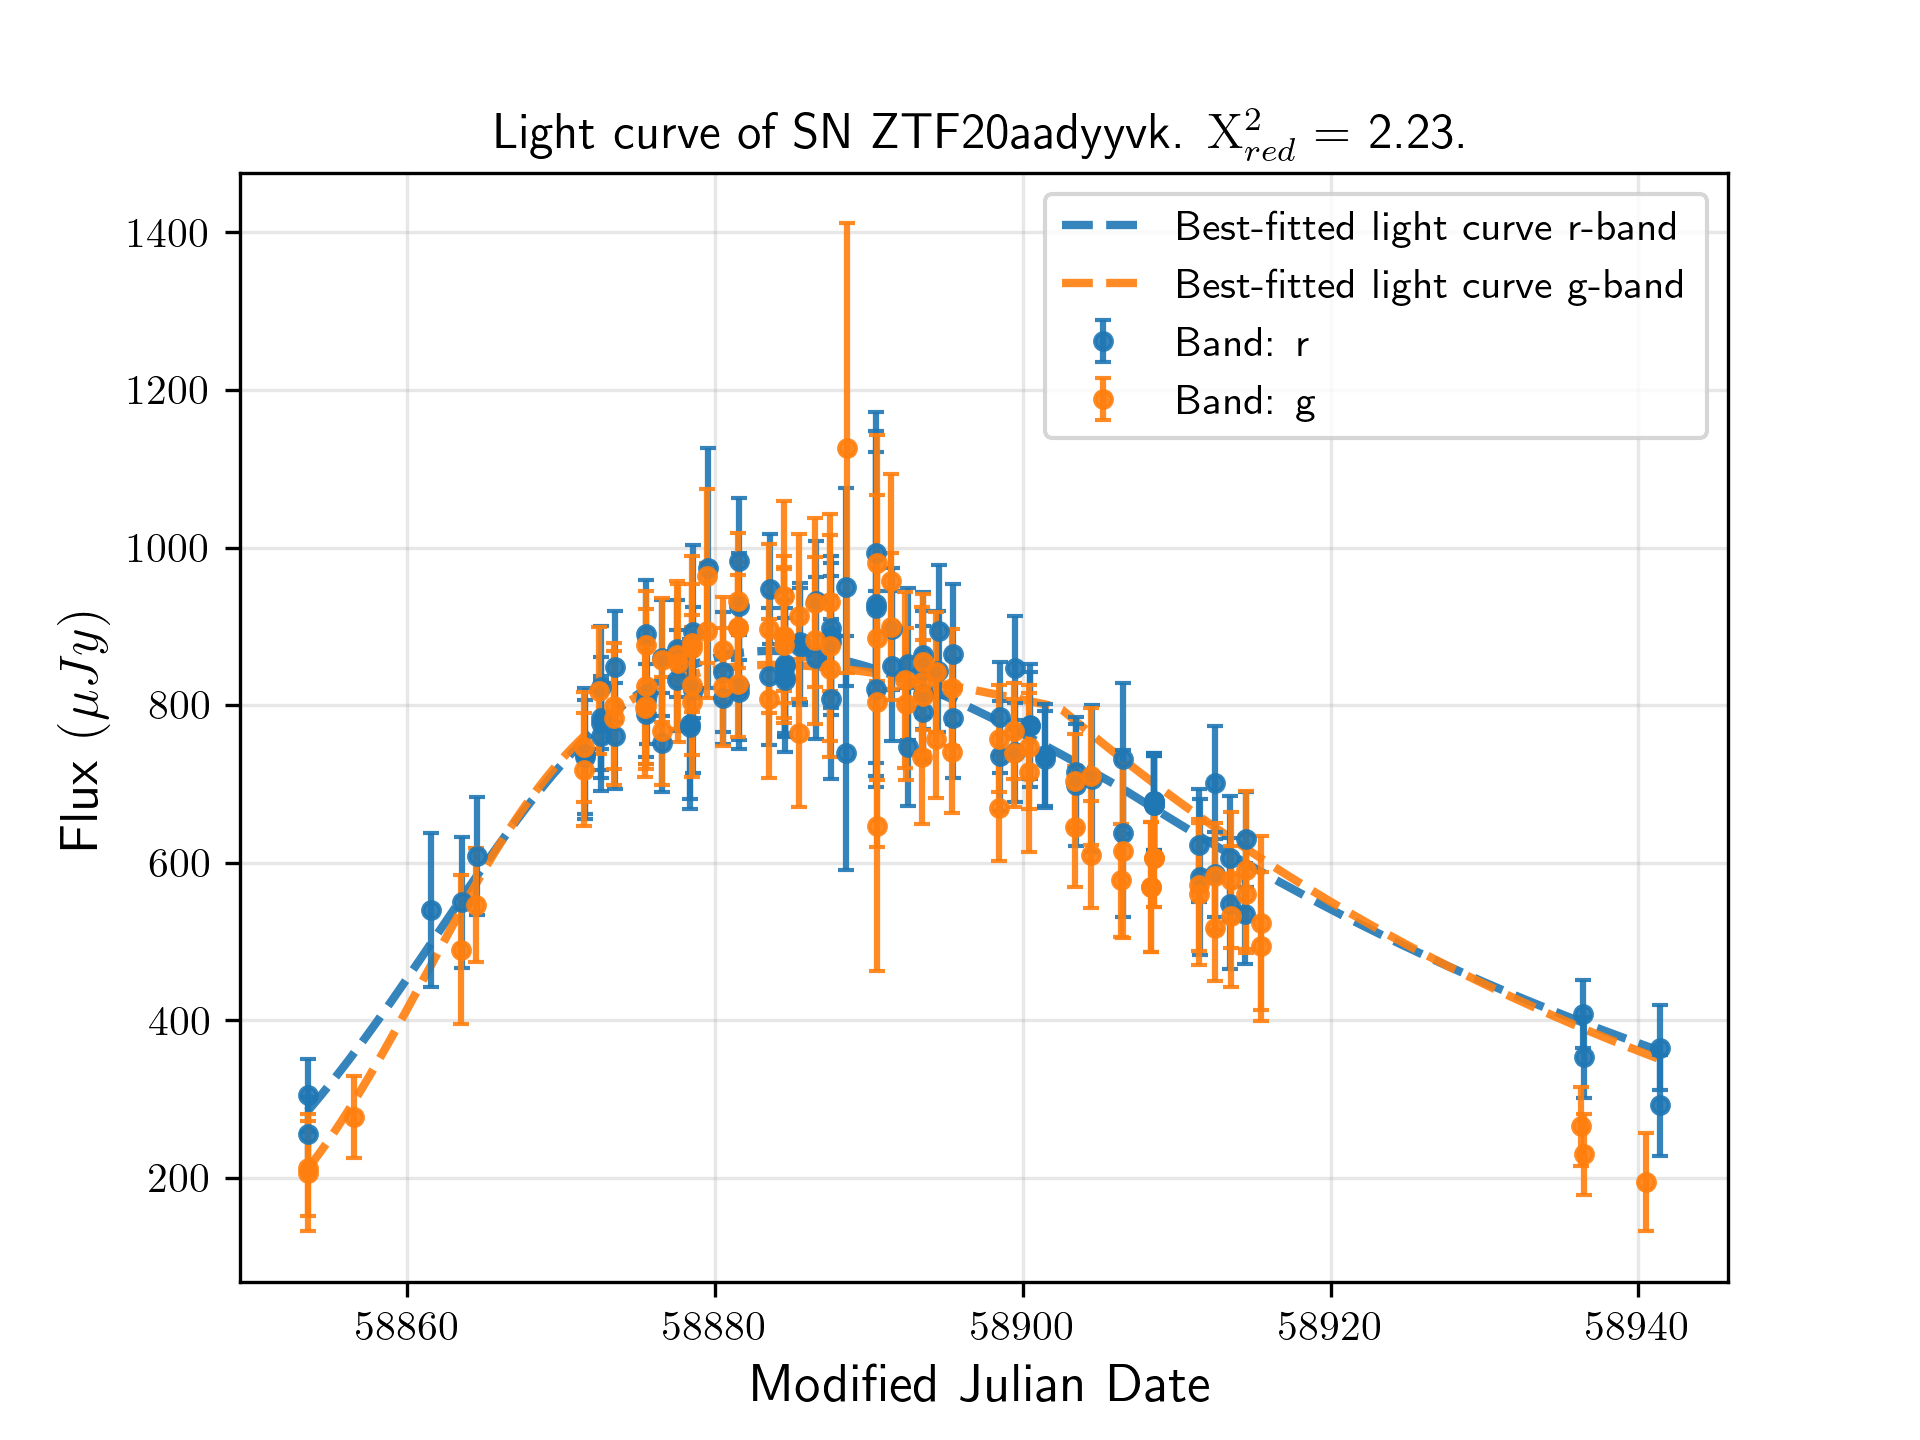 Light curve of SN ZTF20aadyyvk. X²_red = 2.23.
Best-fitted light curve r-band
Best-fitted light curve g-band
Band: r
Band: g
Flux (μJy)
1400
1200
1000
800
600
400
200
58860 58880 58900 58920 58940
Modified Julian Date